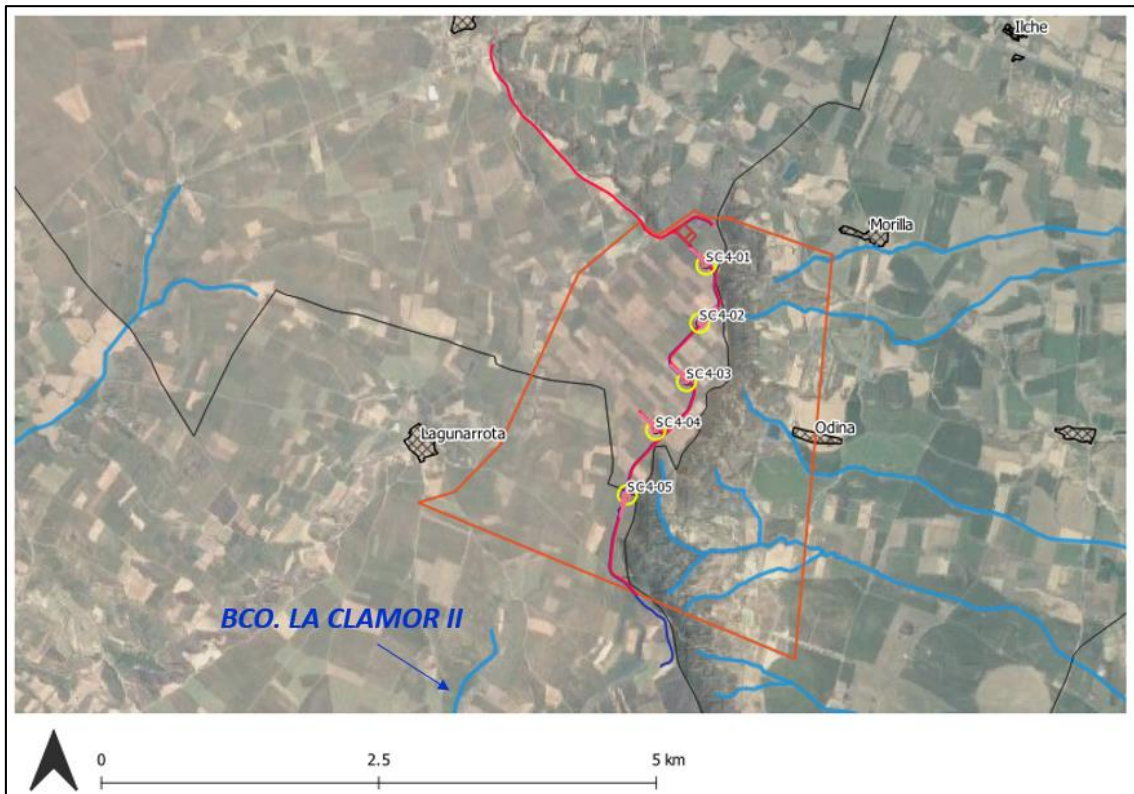 Ilche
Morilla
SC4-01
SC4-02
SC4-03
SC4-04
Lagunarrota
Odina
SC4-05
BCO. LA CLAMOR II
0 2.5 5 km